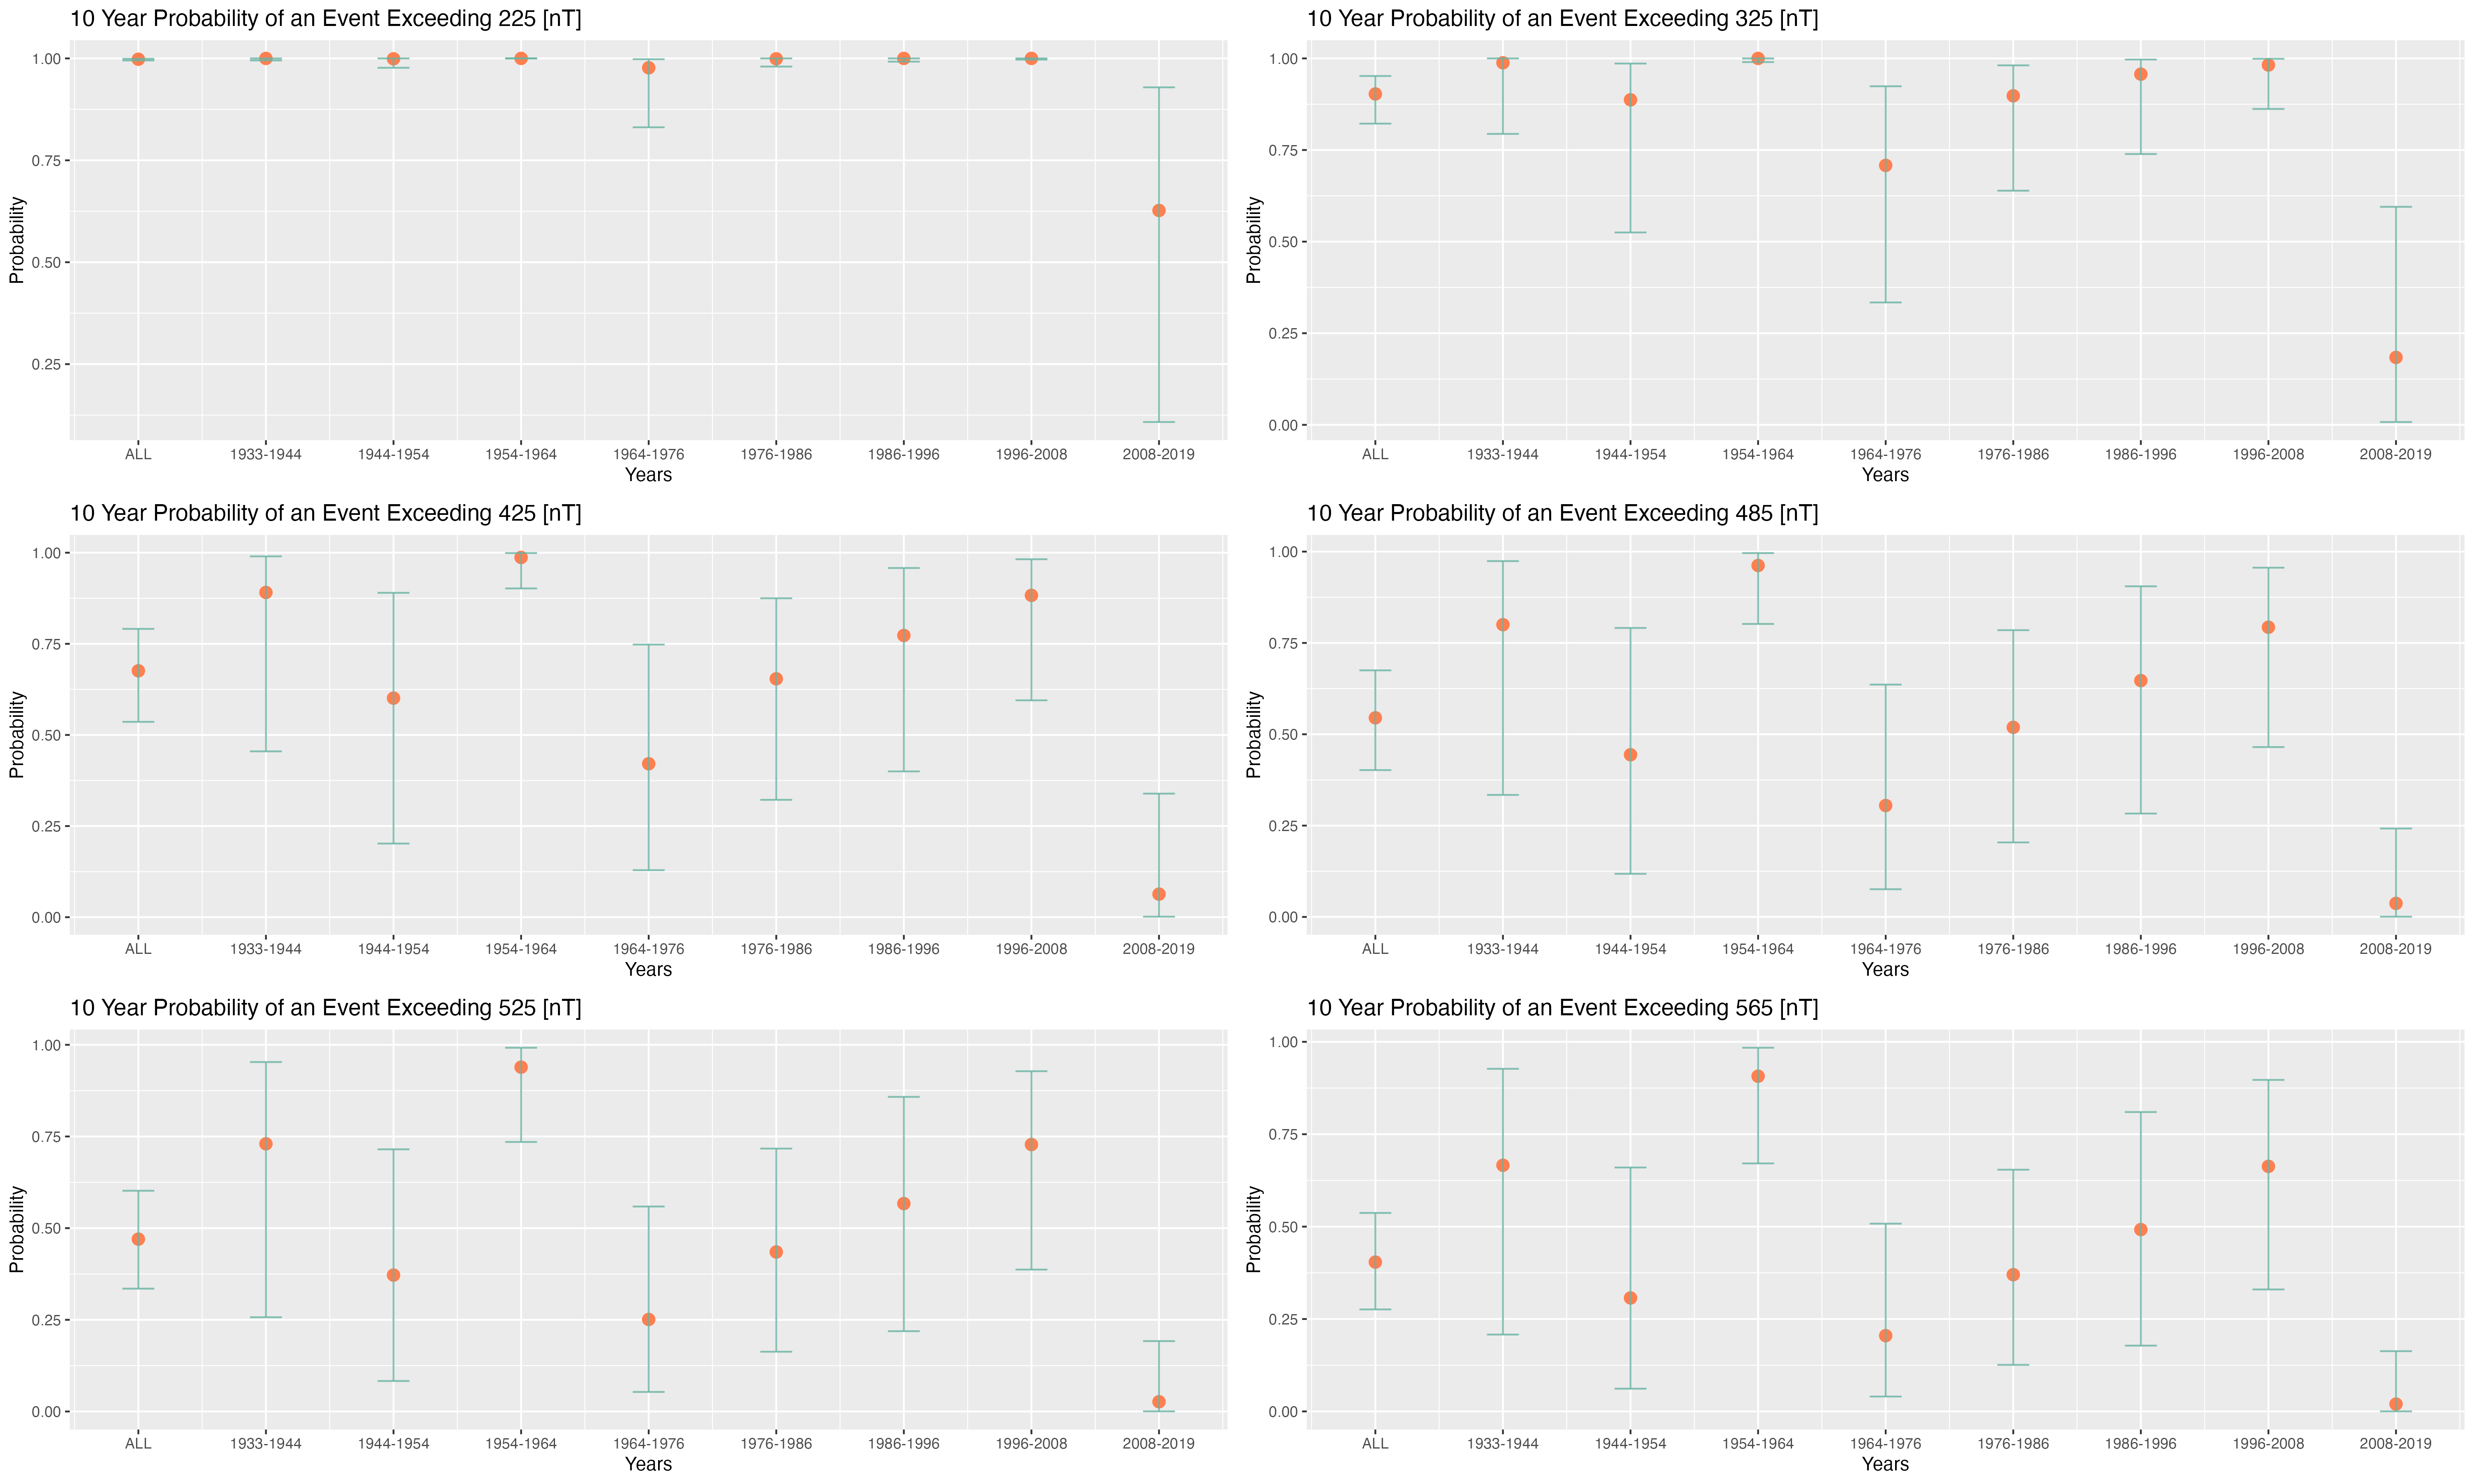 10 Year Probability of an Event Exceeding 225 [nT]
Probability
1.00
0.75
0.50
0.25
ALL 1933-1944 1944-1954 1954-1964 1964-1976 1976-1986 1986-1996 1996-2008 2008-2019
Years
10 Year Probability of an Event Exceeding 325 [nT]
Probability
1.00
0.75
0.50
0.25
0.00
ALL 1933-1944 1944-1954 1954-1964 1964-1976 1976-1986 1986-1996 1996-2008 2008-2019
Years
10 Year Probability of an Event Exceeding 425 [nT]
Probability
1.00
0.75
0.50
0.25
0.00
ALL 1933-1944 1944-1954 1954-1964 1964-1976 1976-1986 1986-1996 1996-2008 2008-2019
Years
10 Year Probability of an Event Exceeding 485 [nT]
Probability
1.00
0.75
0.50
0.25
0.00
ALL 1933-1944 1944-1954 1954-1964 1964-1976 1976-1986 1986-1996 1996-2008 2008-2019
Years
10 Year Probability of an Event Exceeding 525 [nT]
Probability
1.00
0.75
0.50
0.25
0.00
ALL 1933-1944 1944-1954 1954-1964 1964-1976 1976-1986 1986-1996 1996-2008 2008-2019
Years
10 Year Probability of an Event Exceeding 565 [nT]
Probability
1.00
0.75
0.50
0.25
0.00
ALL 1933-1944 1944-1954 1954-1964 1964-1976 1976-1986 1986-1996 1996-2008 2008-2019
Years